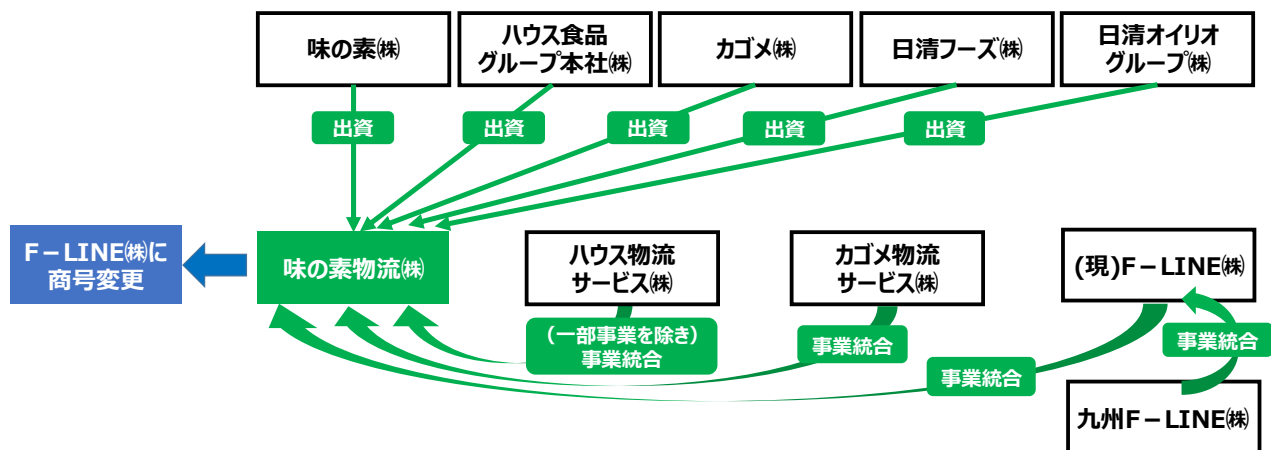 味の素㈱
ハウス食品
グループ本社㈱
カゴメ㈱
日清フーズ㈱
日清オイリオ
グループ㈱
出資
出資
出資
出資
出資
F－LINE㈱に
商号変更
味の素物流㈱
ハウス物流
サービス㈱
カゴメ物流
サービス㈱
(現)F－LINE㈱
（一部事業を除き）
事業統合
事業統合
事業統合
事業統合
九州F－LINE㈱